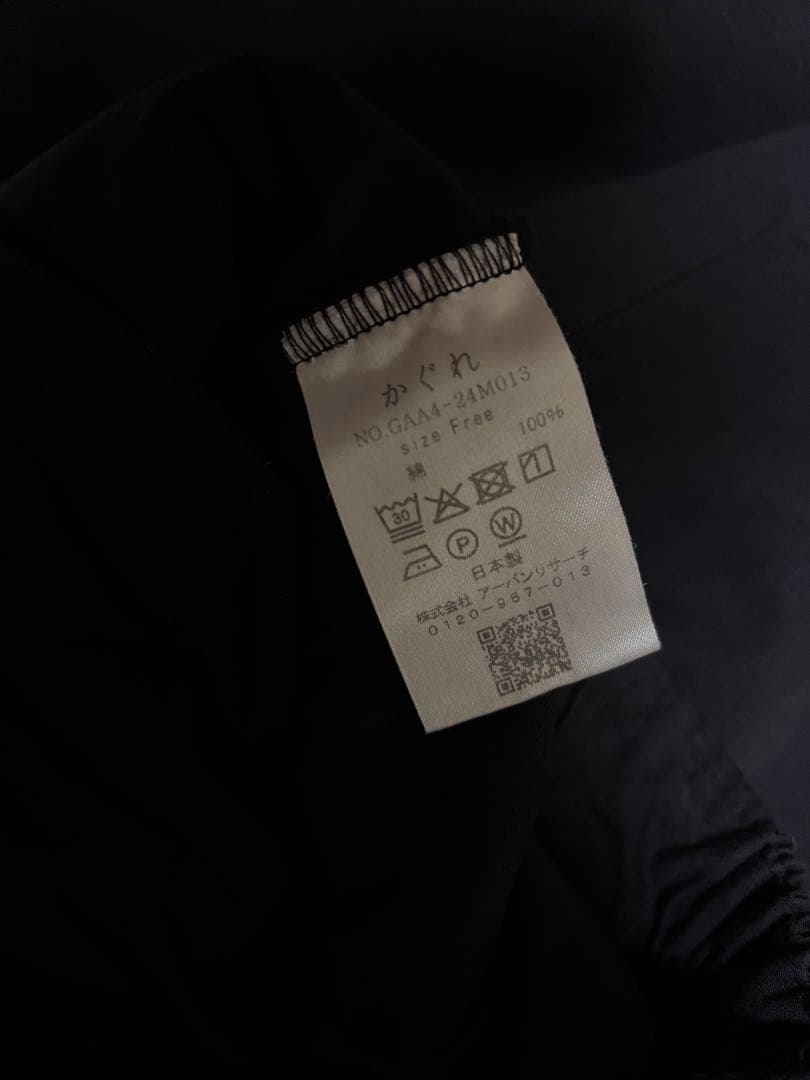 かぐれ
NO.GAA4-24M013
size Free
綿 100%
30
P W
日本製
株式会社 アーバンリサーチ
0120-967-013